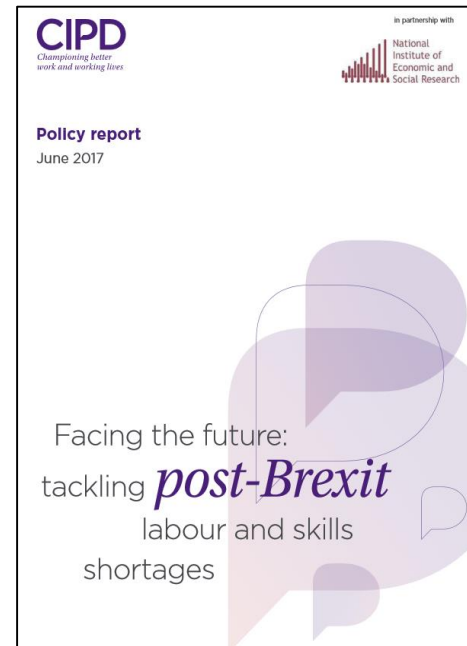 CIPD
Championing better
work and working lives
in partnership with
National
Institute of
Economic and
Social Research
Policy report
June 2017
Facing the future:
tackling post-Brexit
labour and skills
shortages